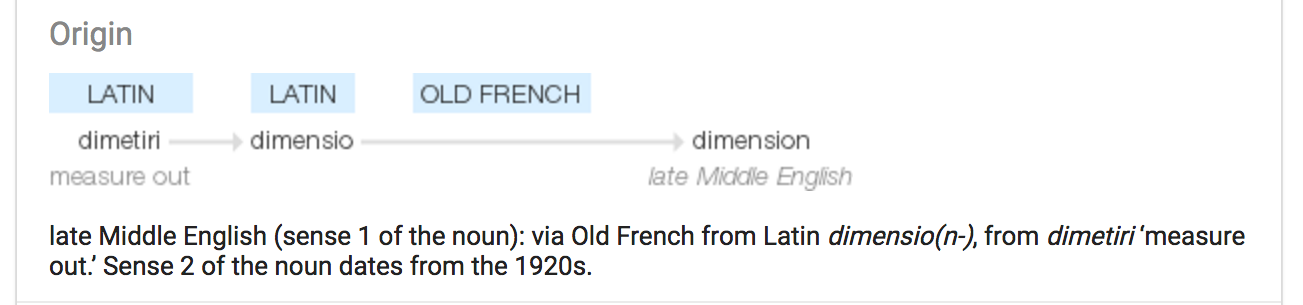 Origin
LATIN LATIN OLD FRENCH
dimetiri dimensio dimension
measure out late Middle English
late Middle English (sense 1 of the noun): via Old French from Latin dimensio(n-), from dimetiri ‘measure
out.’ Sense 2 of the noun dates from the 1920s.